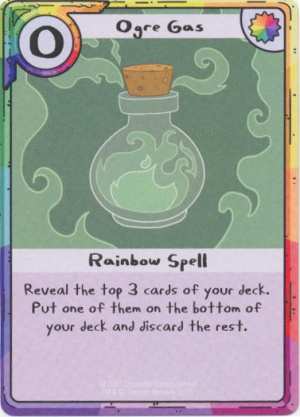 0
Ogre Gas
Rainbow Spell
Reveal the top 3 cards of your deck.
Put one of them on the bottom of
your deck and discard the rest.